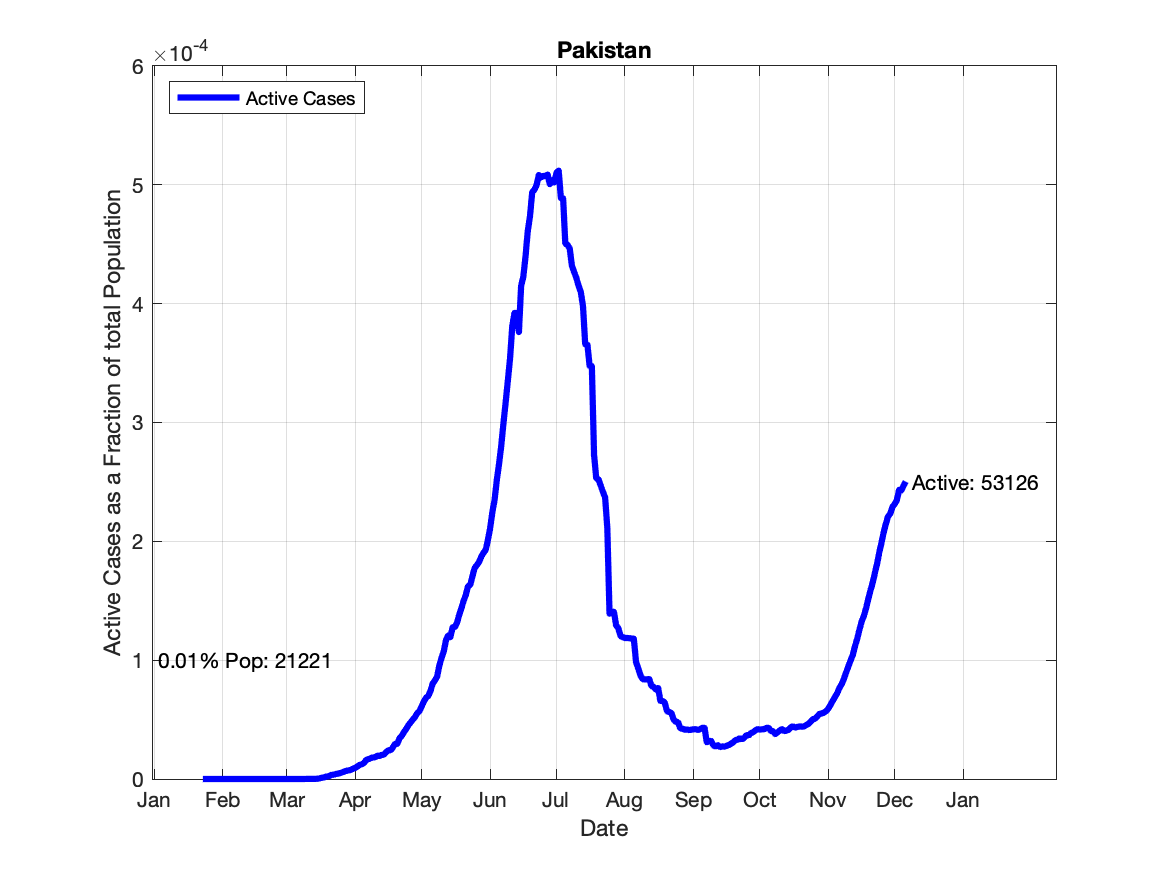 Pakistan
×10-4
Active Cases
Active Cases as a Fraction of total Population
6
5
4
3
2
1
0
Active: 53126
0.01% Pop: 21221
Jan Feb Mar Apr May Jun Jul Aug Sep Oct Nov Dec Jan
Date